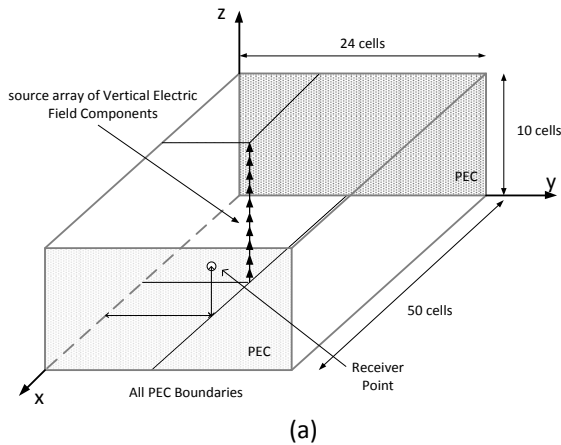 z
24 cells
source array of Vertical Electric
Field Components
10 cells
PEC
y
50 cells
PEC
Receiver
Point
x
All PEC Boundaries
(a)